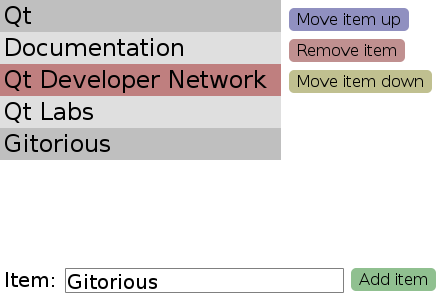 Qt
Move item up
Documentation
Remove item
Qt Developer Network
Move item down
Qt Labs
Gitorious
Item: Gitorious
Add item